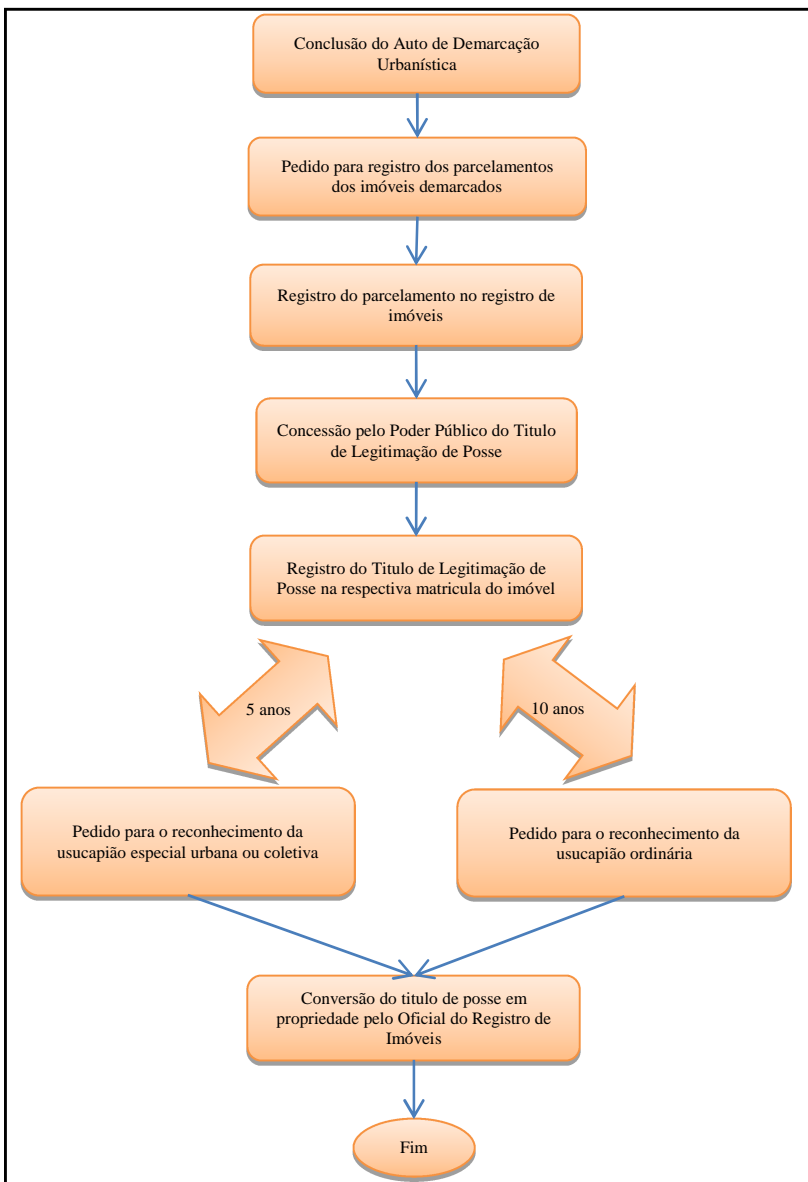 Conclusão do Auto de Demarcação
Urbanística
Pedido para registro dos parcelamentos
dos imóveis demarcados
Registro do parcelamento no registro de
imóveis
Concessão pelo Poder Público do Titulo
de Legitimação de Posse
Registro do Titulo de Legitimação de
Posse na respectiva matricula do imóvel
5 anos
10 anos
Pedido para o reconhecimento da
usucapião especial urbana ou coletiva
Pedido para o reconhecimento da
usucapião ordinária
Conversão do titulo de posse em
propriedade pelo Oficial do Registro de
Imóveis
Fim